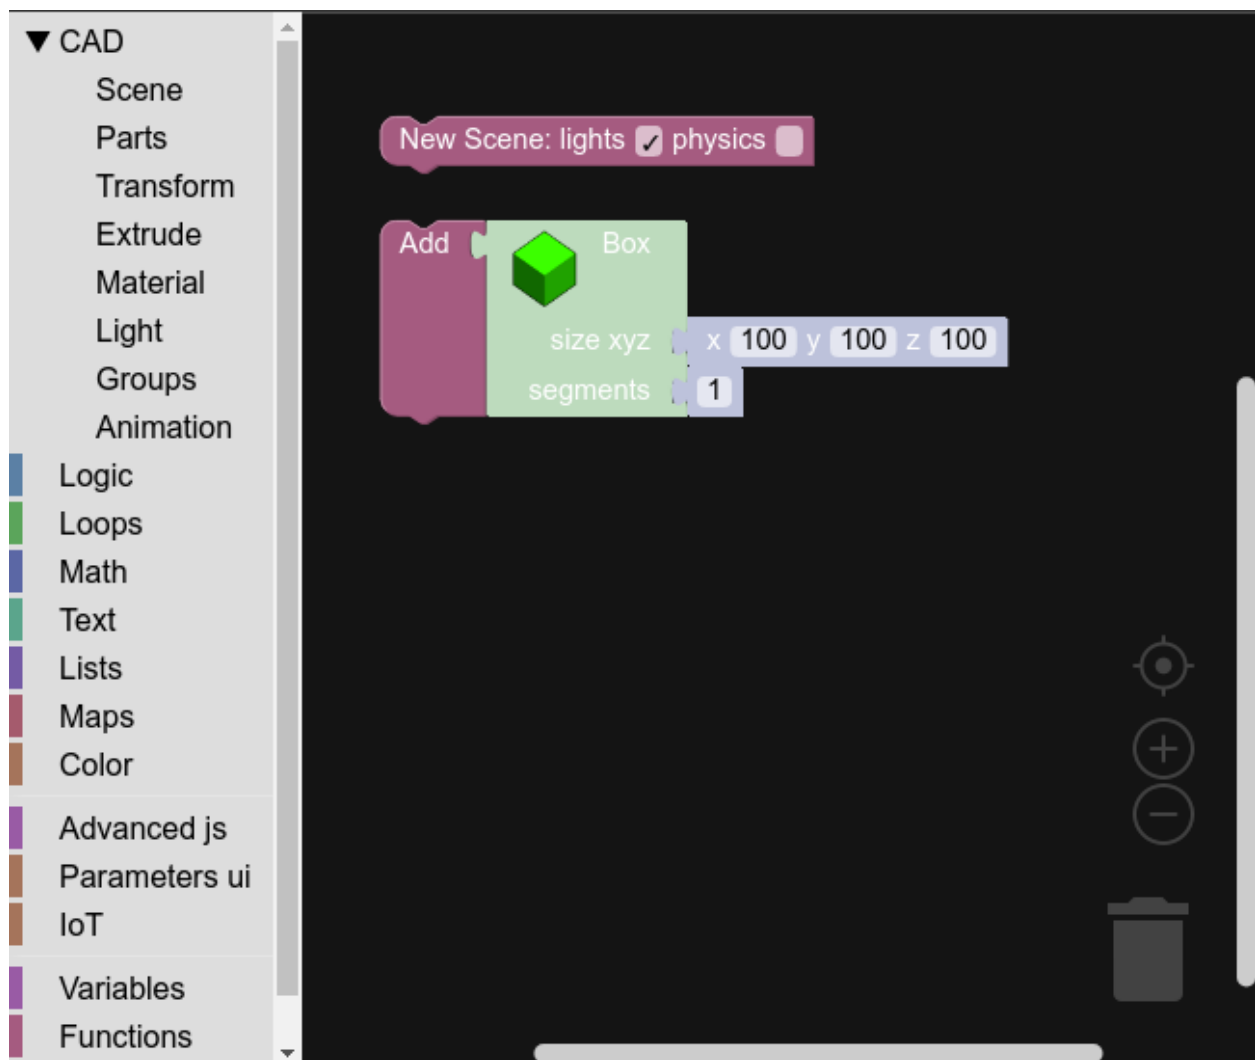 CAD
Scene
Parts
Transform
Extrude
Material
Light
Groups
Animation
Logic
Loops
Math
Text
Lists
Maps
Color
Advanced js
Parameters ui
IoT
Variables
Functions
New Scene: lights ✓ physics
Add Box
size xyz x 100 y 100 z 100
segments 1